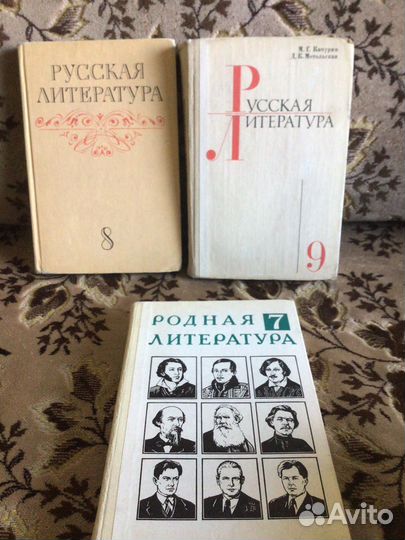 РУССКАЯ
ЛИТЕРАТУРА
8
М. Г. Качурин
Д. К. Мотольская
РУССКАЯ
ЛИТЕРАТУРА
9
РОДНАЯ 7
ЛИТЕРАТУРА
Avito